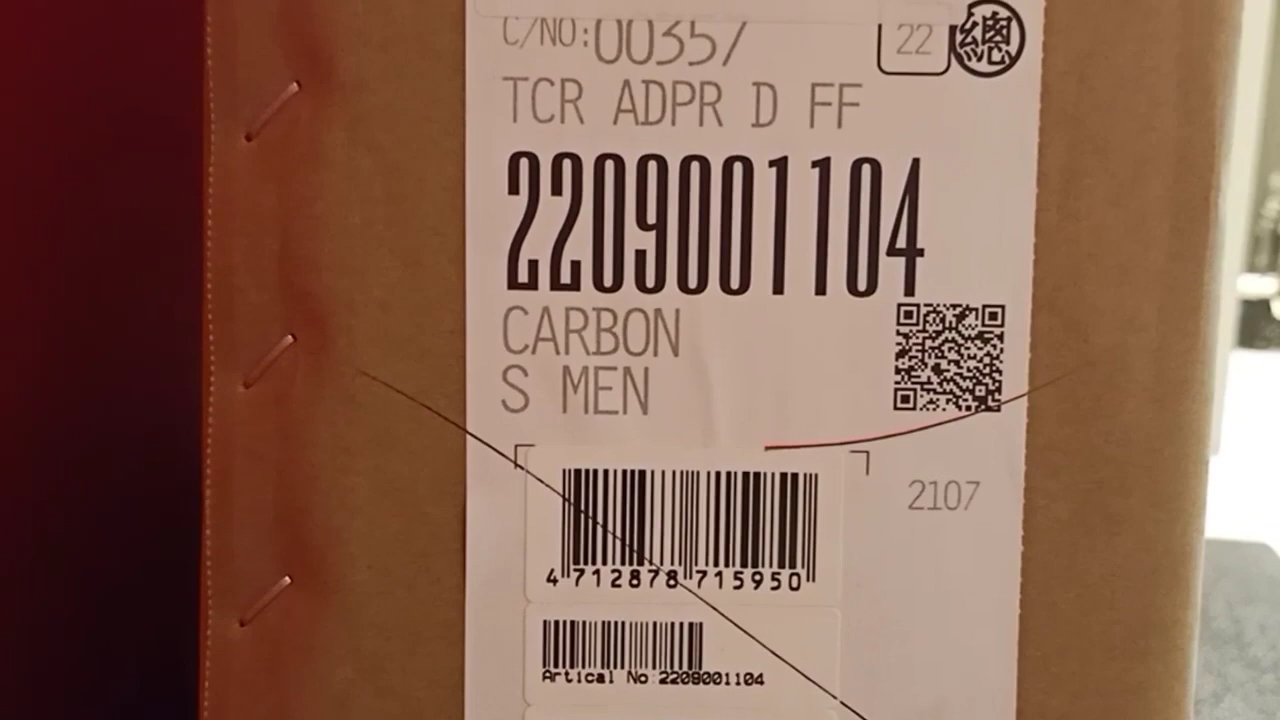 C/NO:00357
22
總
TCR ADPR D FF
2209001104
CARBON
S MEN
2107
4 712878 715950
Artical No:2209001104